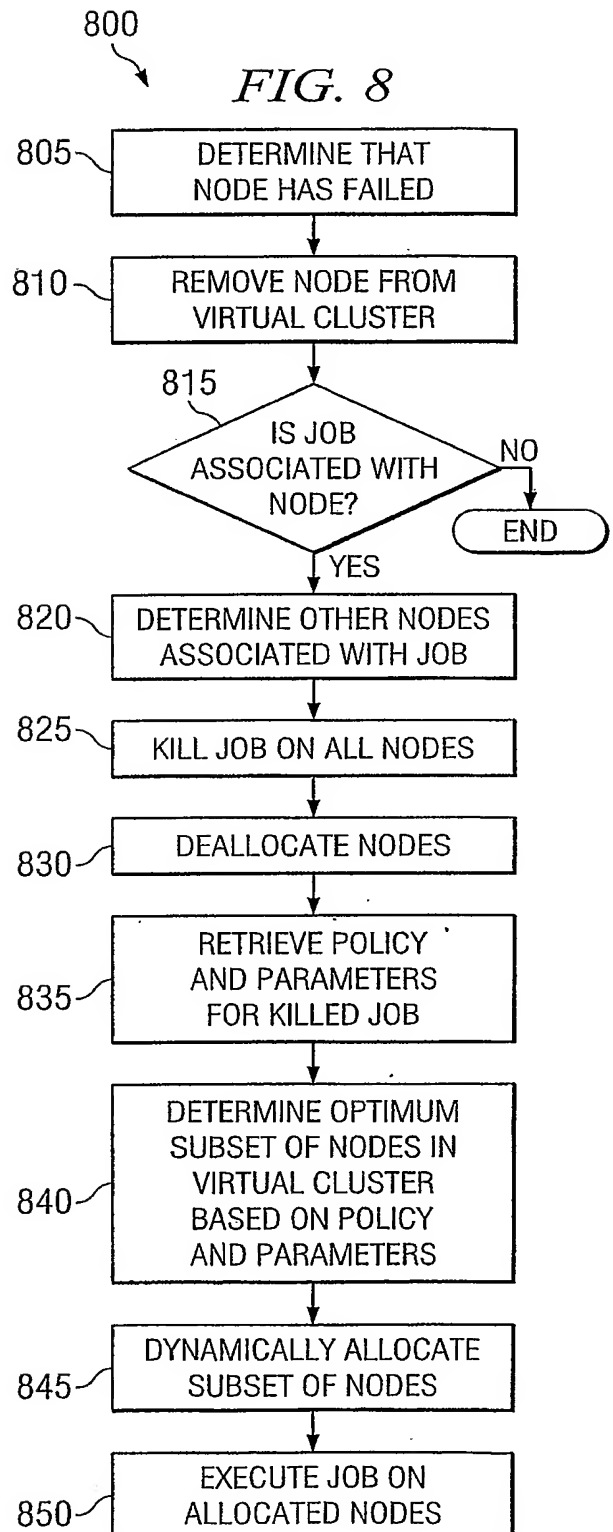 800
FIG. 8
805
DETERMINE THAT
NODE HAS FAILED
810
REMOVE NODE FROM
VIRTUAL CLUSTER
815
IS JOB
ASSOCIATED WITH
NODE?
NO
END
YES
820
DETERMINE OTHER NODES
ASSOCIATED WITH JOB
825
KILL JOB ON ALL NODES
830
DEALLOCATE NODES
835
RETRIEVE POLICY
AND PARAMETERS
FOR KILLED JOB
840
DETERMINE OPTIMUM
SUBSET OF NODES IN
VIRTUAL CLUSTER
BASED ON POLICY
AND PARAMETERS
845
DYNAMICALLY ALLOCATE
SUBSET OF NODES
850
EXECUTE JOB ON
ALLOCATED NODES